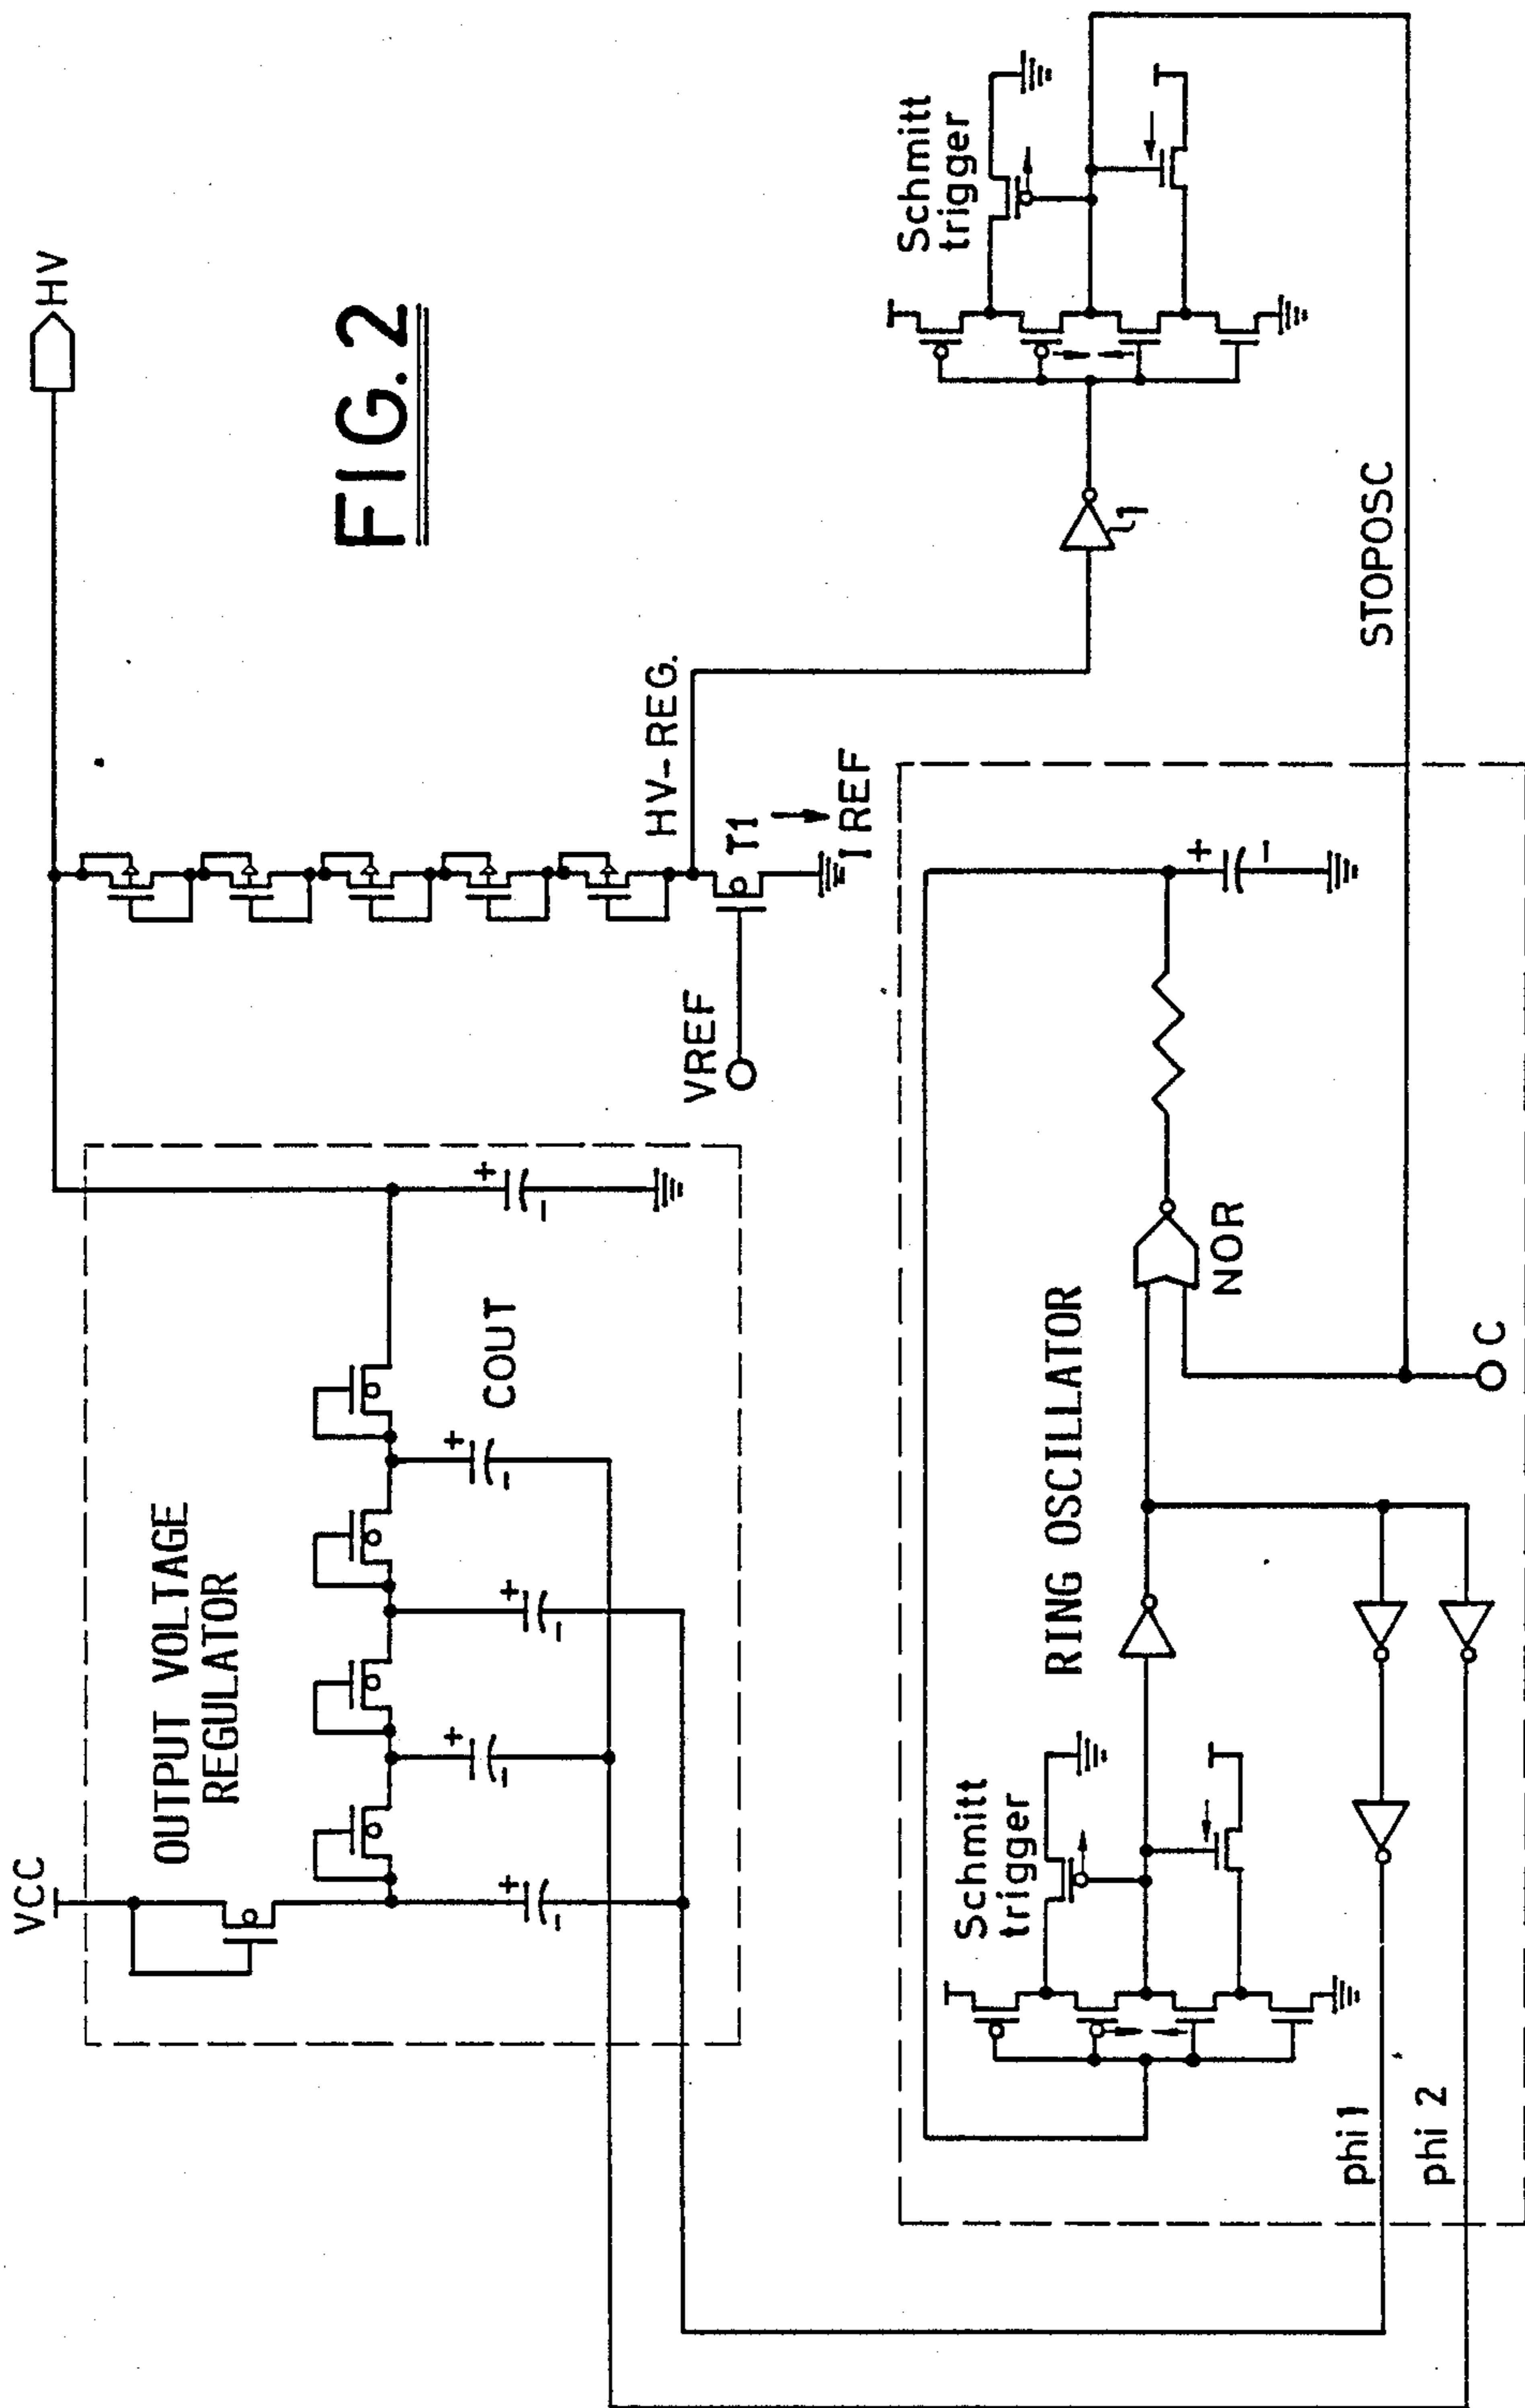 FIG. 2
VCC
HV
OUTPUT VOLTAGE
REGULATOR
COUT
+
-
+
-
+
-
+
-
+
-
VREF
HV-REG.
T1
IREF
1
Schmitt
trigger
STOPOSC
RING OSCILLATOR
Schmitt
trigger
NOR
+
-
C
phi 1
phi 2